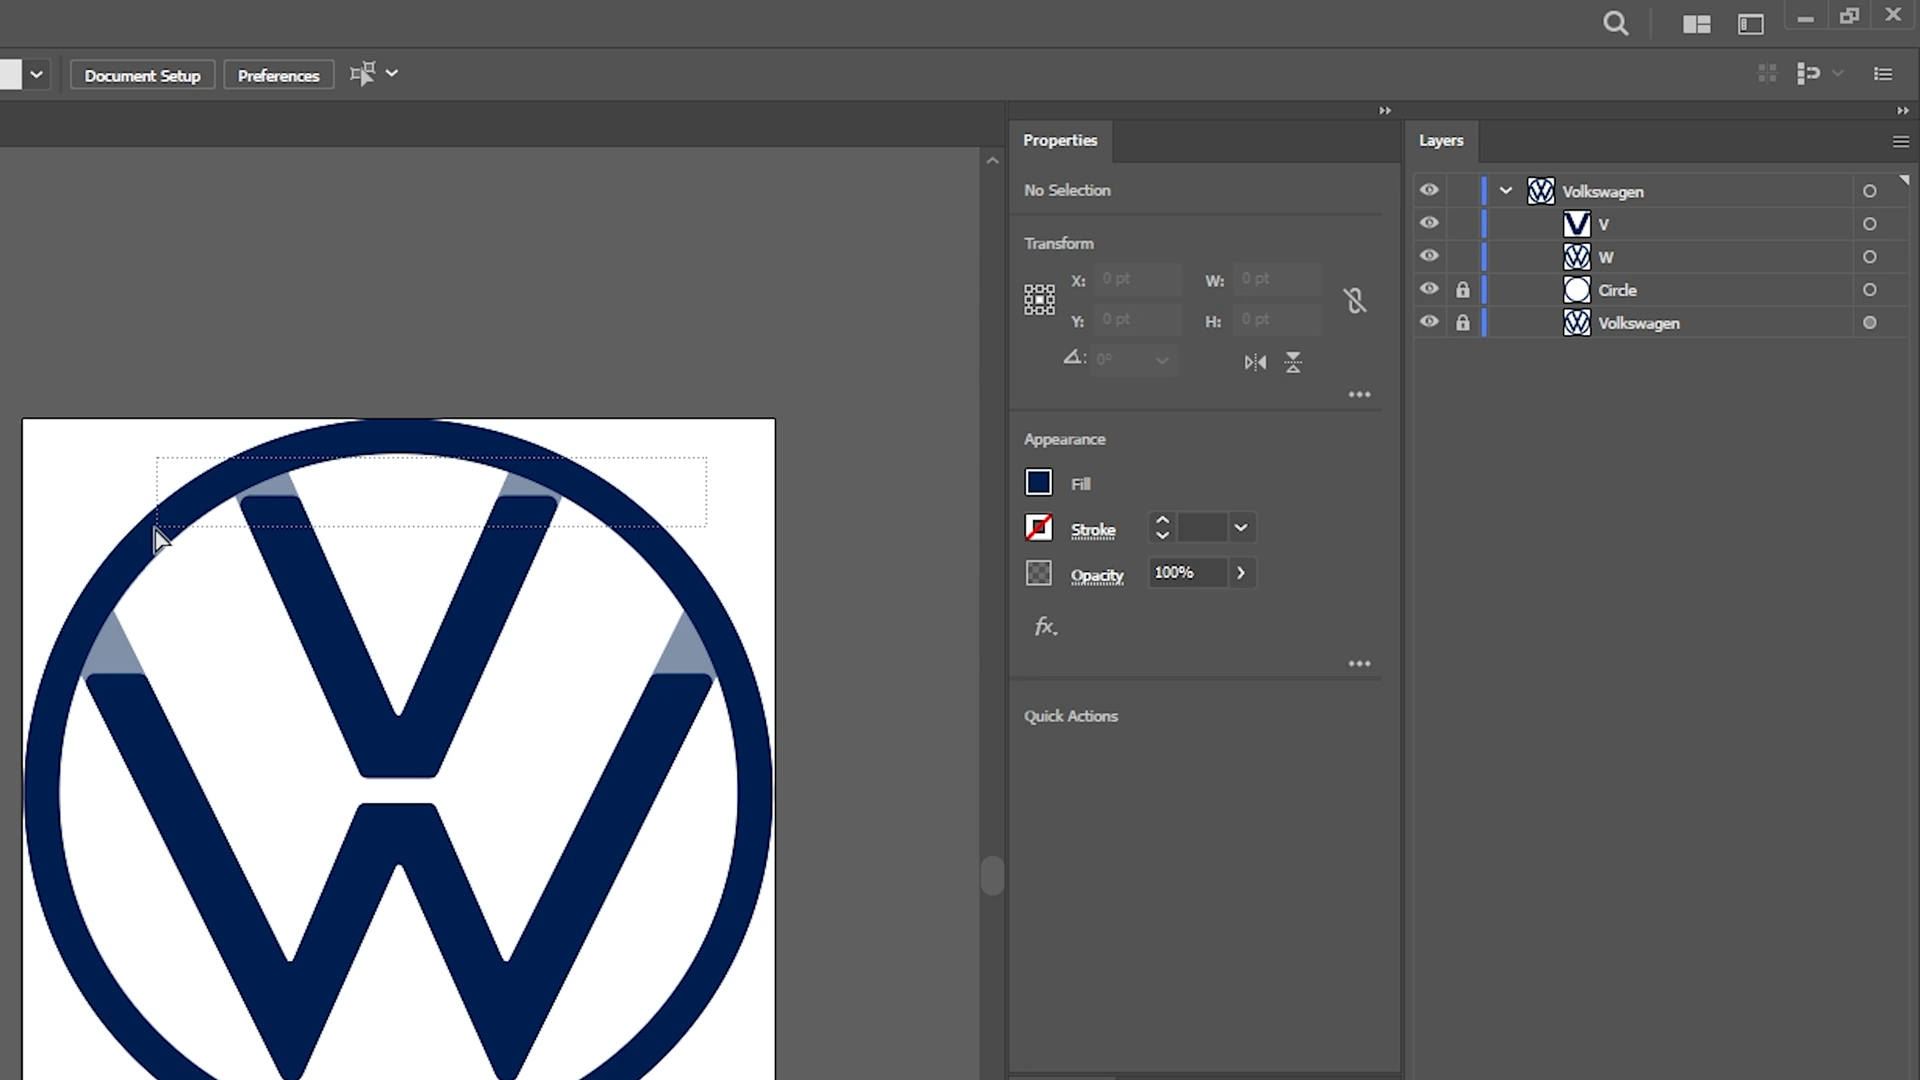 Document Setup
Preferences
Properties
Layers
No Selection
Volkswagen
V
W
Circle
Volkswagen
Transform
X: 0 pt W: 0 pt
Y: 0 pt H: 0 pt
0°
Appearance
Fill
Stroke
Opacity 100%
fx.
Quick Actions